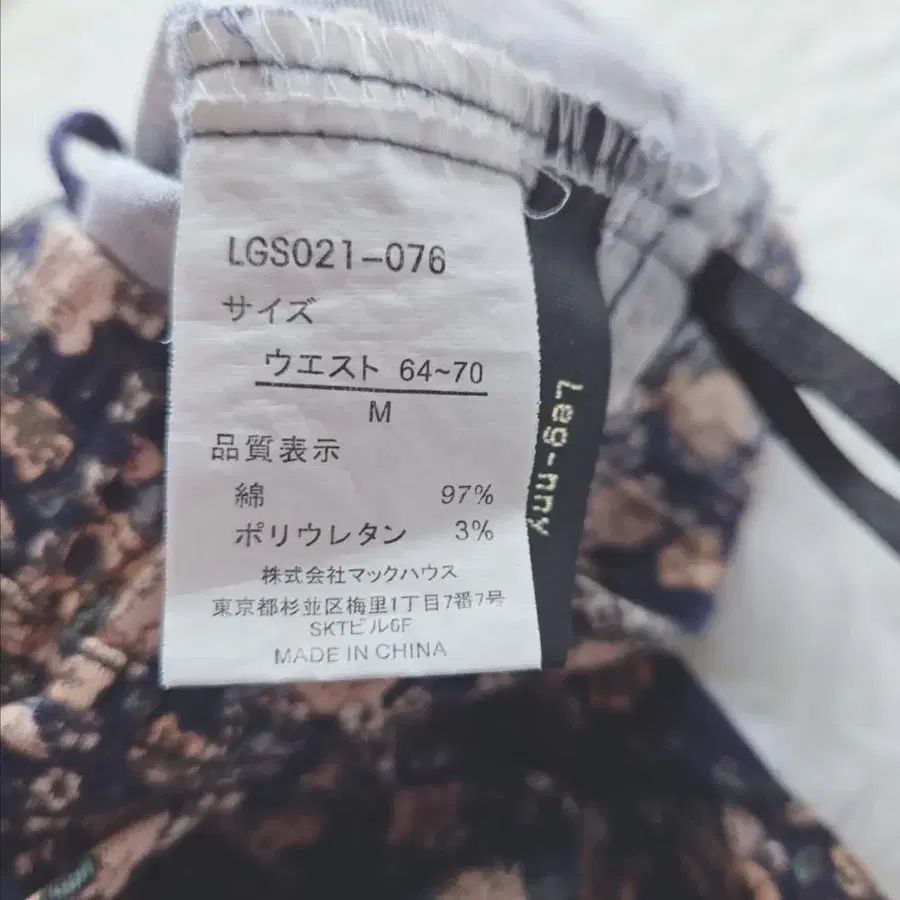 LGS021-076
サイズ
ウエスト 64~70
M
品質表示
綿 97%
ポリウレタン 3%
株式会社マックハウス
東京都杉並区梅里1丁目7番7号
SKTビル6F
MADE IN CHINA
Leg-nny